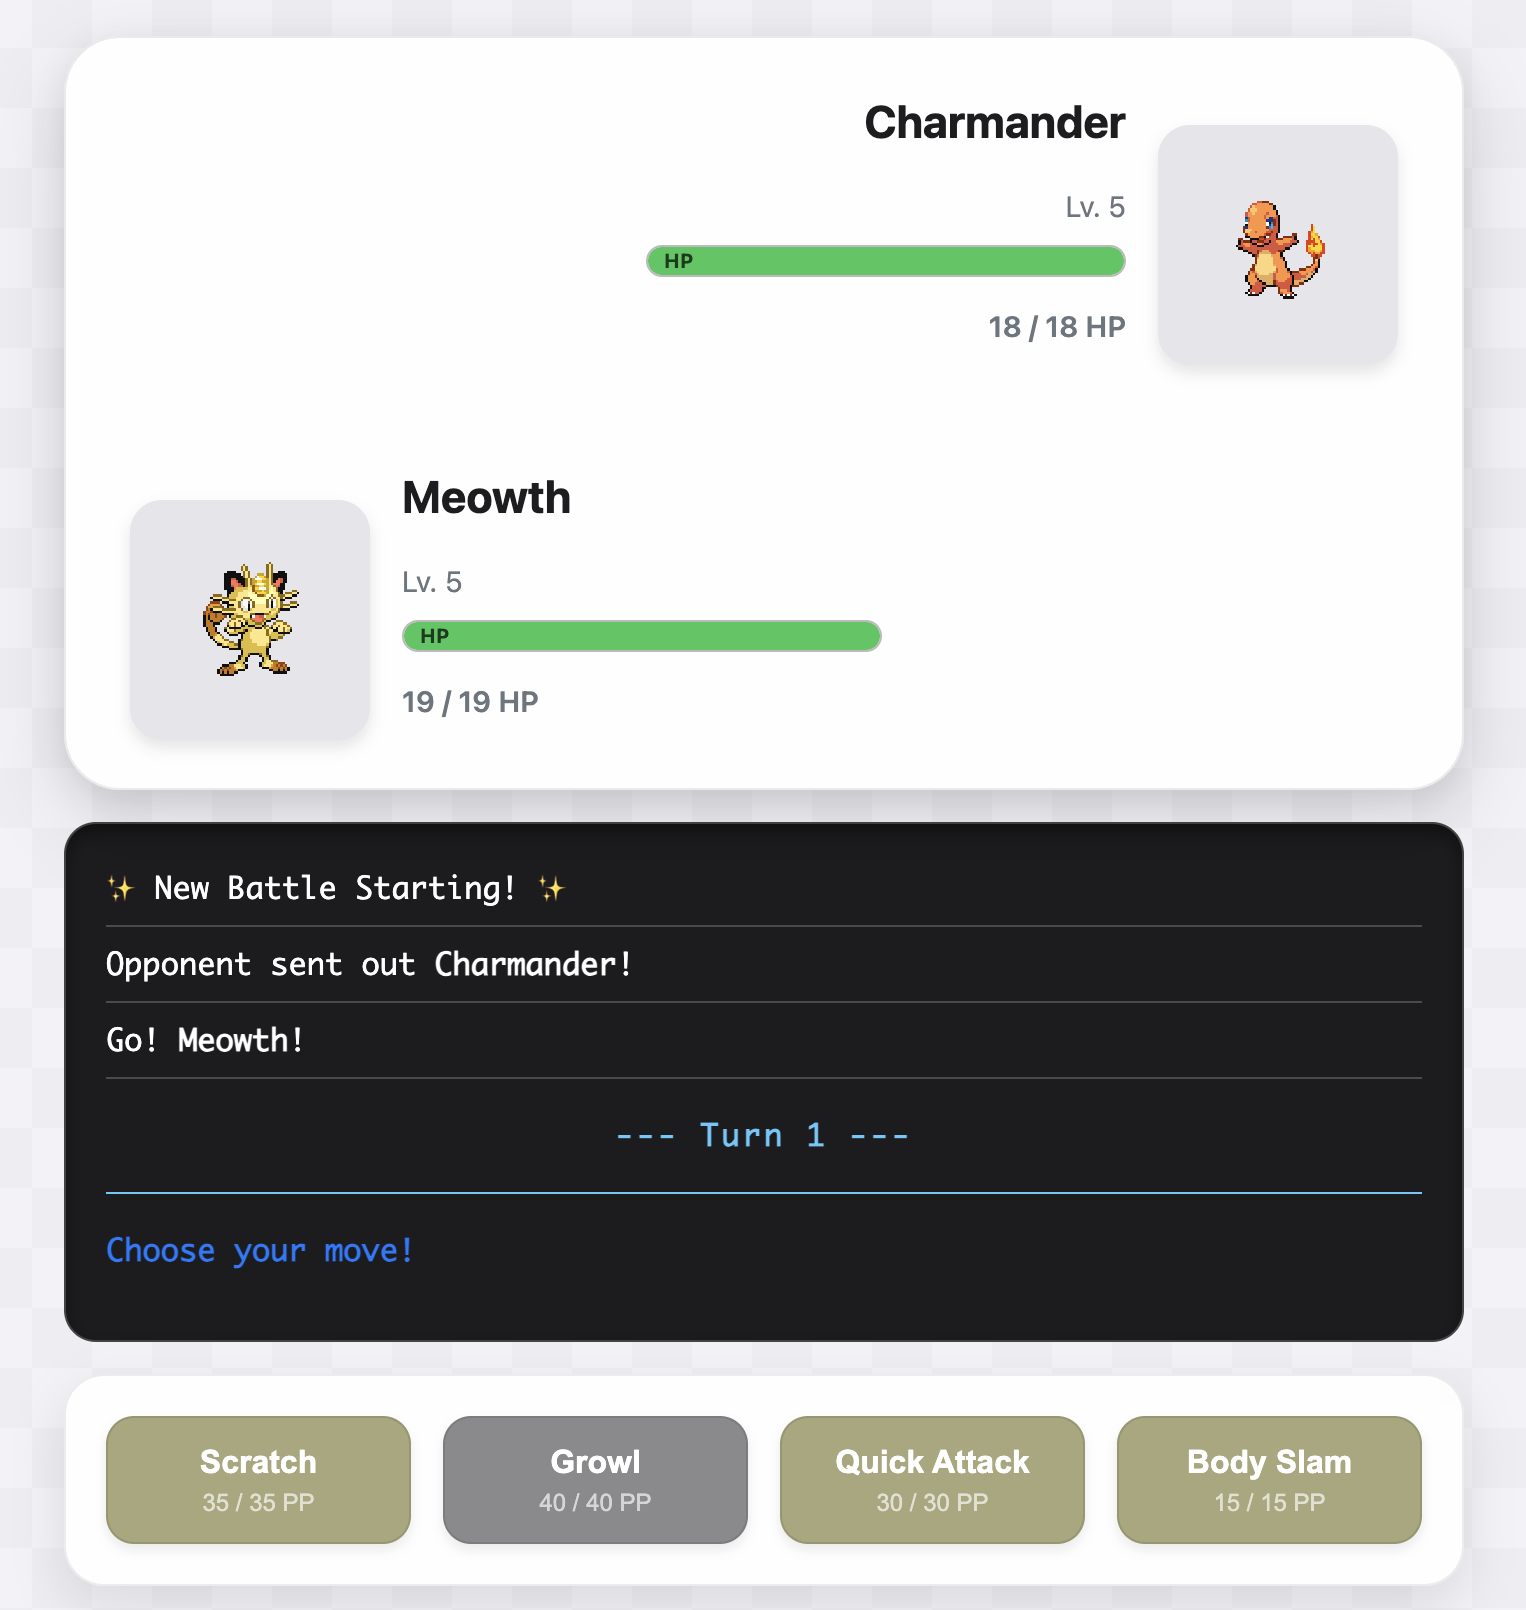 Charmander
Lv. 5
HP
18 / 18 HP
Meowth
Lv. 5
HP
19 / 19 HP
✨ New Battle Starting! ✨
Opponent sent out Charmander!
Go! Meowth!
--- Turn 1 ---
Choose your move!
Scratch
35 / 35 PP
Growl
40 / 40 PP
Quick Attack
30 / 30 PP
Body Slam
15 / 15 PP